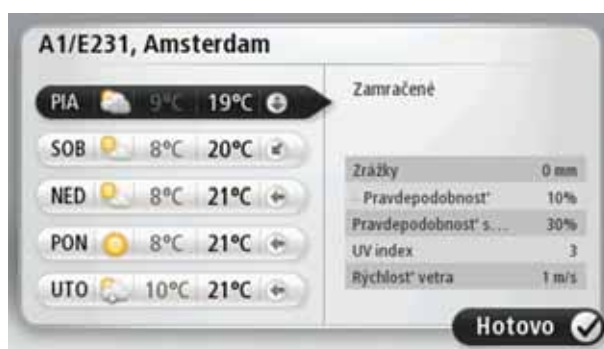 A1/E231, Amsterdam
PIA 9°C 19°C
SOB 8°C 20°C
NED 8°C 21°C
PON 8°C 21°C
UTO 10°C 21°C
Zamračené
Zrážky 0 mm
Pravdepodobnosť 10%
Pravdepodobnosť s... 30%
UV index 3
Rýchlosť vetra 1 m/s
Hotovo